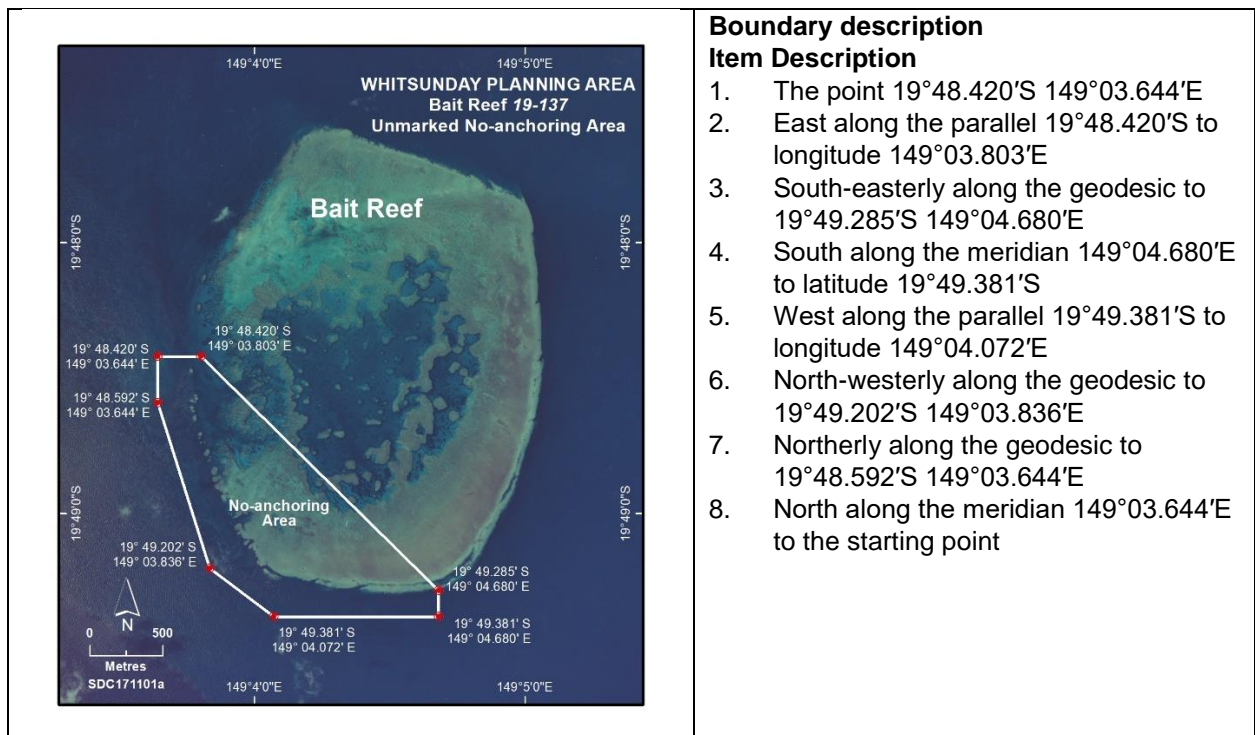 149°4'0"E 149°5'0"E
WHITSUNDAY PLANNING AREA
Bait Reef 19-137
Unmarked No-anchoring Area
Bait Reef
19°48'0"S 19°48'0"S
19° 48.420' S
149° 03.803' E
19° 48.420' S
149° 03.644' E
19° 48.592' S
149° 03.644' E
19°49'0"S 19°49'0"S
No-anchoring
Area
19° 49.202' S
149° 03.836' E
19° 49.285' S
149° 04.680' E
19° 49.381' S
149° 04.072' E
19° 49.381' S
149° 04.680' E
N
0 500
Metres
SDC171101a
149°4'0"E 149°5'0"E
Boundary description
Item Description
1. The point 19°48.420′S 149°03.644′E
2. East along the parallel 19°48.420′S to
longitude 149°03.803′E
3. South-easterly along the geodesic to
19°49.285′S 149°04.680′E
4. South along the meridian 149°04.680′E
to latitude 19°49.381′S
5. West along the parallel 19°49.381′S to
longitude 149°04.072′E
6. North-westerly along the geodesic to
19°49.202′S 149°03.836′E
7. Northerly along the geodesic to
19°48.592′S 149°03.644′E
8. North along the meridian 149°03.644′E
to the starting point